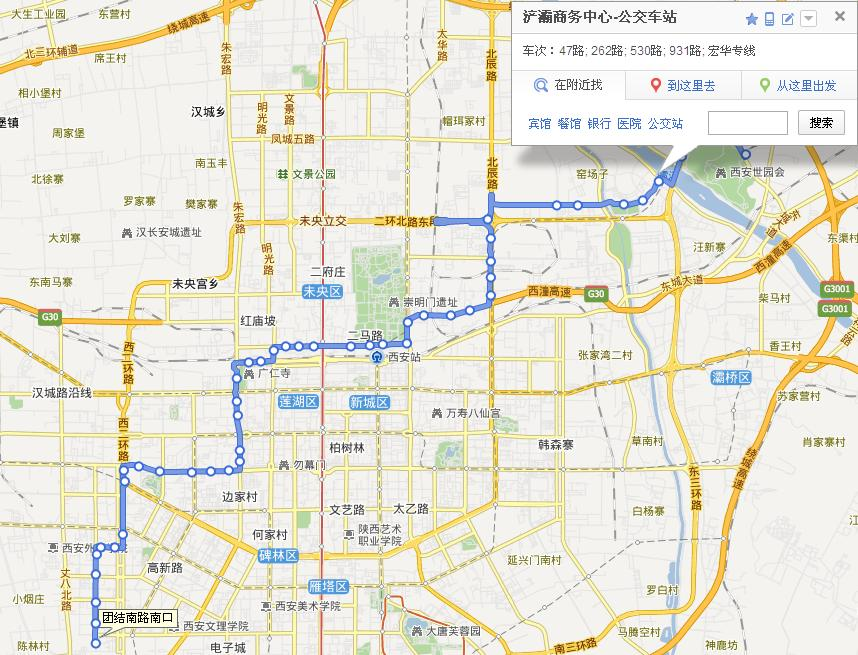 浐灞商务中心-公交车站
车次：47路; 262路; 530路; 931路; 宏华专线
在附近找 到这里去 从这里出发
宾馆 餐馆 银行 医院 公交站 搜索
大生工业园
东营村
绕城高速
北三环辅道
席王村
朱宏路
太华路
北辰路
相小堡村
堡镇
汉城乡
明光路
文景路
帽珥冢村
周家堡
凤城五路
南玉丰
北辰路
文景公园
窑场子
西安世园会
北徐寨
罗家寨
樊家寨
朱宏路
未央立交
二环北路东段
汉长安城遗址
大刘寨
明光路
汪新寨
东渠村
西潼高速
东南马寨
未央宫乡
二府庄
未央区
崇明门遗址
西潼高速
G30
东城大道
G3001
柴马村
G3001
G30
红庙坡
二马路
西安站
西二环路
香王村
张家湾二村
广仁寺
灞桥区
汉城路沿线
莲湖区
新城区
苏家营村
万寿八仙宫
西二环路
柏树林
韩森寨
草南村
肖家寨村
绕城高速
勿幕门
东三环路
边家村
文艺路
太乙路
白杨寨
何家村
陕西艺术
职业学院
西安外
碑林区
延兴门南村
高新路
丈八北路
雁塔区
罗白村
小烟庄
西安美术学院
团结南路南口
西安文理学院
大唐芙蓉园
马腾空村
陈林村
电子城
南三环路
神鹿坊